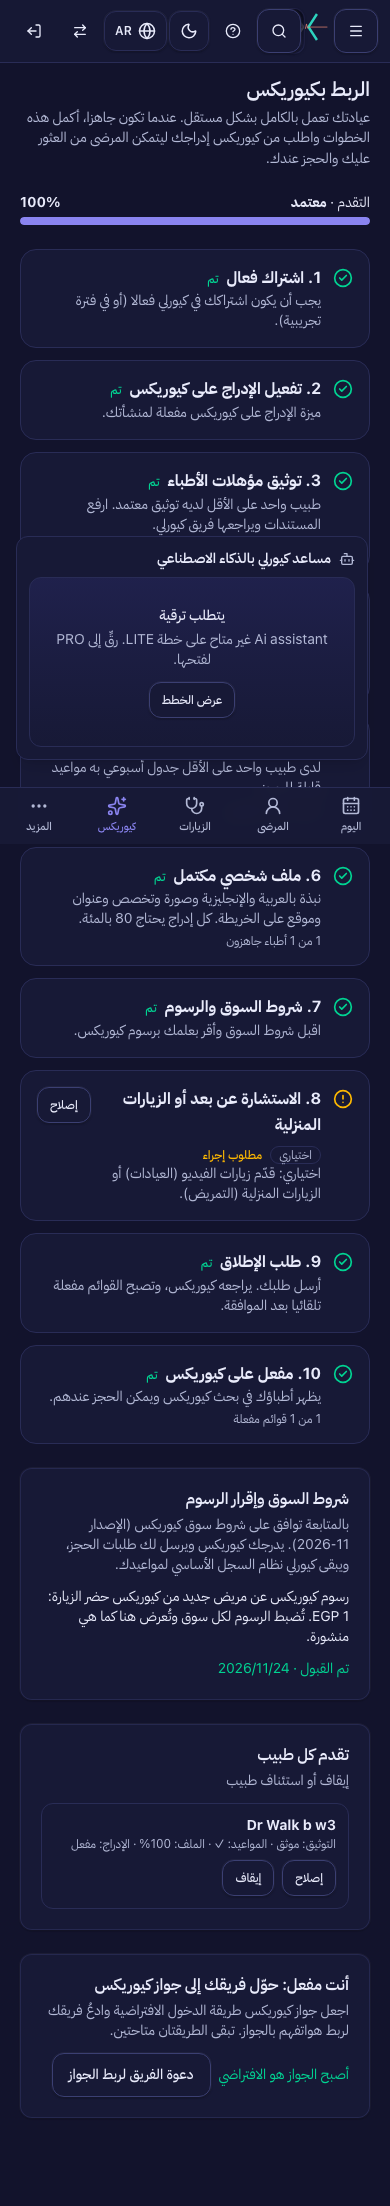 AR
الربط بكيوريكس
عيادتك تعمل بالكامل بشكل مستقل. عندما تكون جاهزا، أكمل هذه
الخطوات واطلب من كيوريكس إدراجك ليتمكن المرضى من العثور
عليك والحجز عندك.
التقدم · معتمد
100%
1. اشتراك فعال تم
يجب أن يكون اشتراكك في كيورلي فعالا (أو في فترة
تجريبية).
2. تفعيل الإدراج على كيوريكس تم
ميزة الإدراج على كيوريكس مفعلة لمنشأتك.
3. توثيق مؤهلات الأطباء تم
طبيب واحد على الأقل لديه توثيق معتمد. ارفع
المستندات ويراجعها فريق كيورلي.
مساعد كيورلي بالذكاء الاصطناعي
يتطلب ترقية
Ai assistant غير متاح على خطة LITE. رقّ إلى PRO
لفتحها.
عرض الخطط
لدى طبيب واحد على الأقل جدول أسبوعي به مواعيد
اليوم
المرضى
الزيارات
كيوريكس
المزيد
6. ملف شخصي مكتمل تم
نبذة بالعربية والإنجليزية وصورة وتخصص وعنوان
وموقع على الخريطة. كل إدراج يحتاج 80 بالمئة.
1 من 1 أطباء جاهزون
7. شروط السوق والرسوم تم
اقبل شروط السوق وأقر بعلمك برسوم كيوريكس.
8. الاستشارة عن بعد أو الزيارات
المنزلية
إصلاح
اختياري مطلوب إجراء
اختياري: قدّم زيارات الفيديو (العيادات) أو
الزيارات المنزلية (التمريض).
9. طلب الإطلاق تم
أرسل طلبك. يراجعه كيوريكس، وتصبح القوائم مفعلة
تلقائيا بعد الموافقة.
10. مفعل على كيوريكس تم
يظهر أطباؤك في بحث كيوريكس ويمكن الحجز عندهم.
1 من 1 قوائم مفعلة
شروط السوق وإقرار الرسوم
بالمتابعة توافق على شروط سوق كيوريكس (الإصدار
2026-11). يدرجك كيوريكس ويرسل لك طلبات الحجز،
ويبقى كيورلي نظام السجل الأساسي لمواعيدك.
رسوم كيوريكس عن مريض جديد من كيوريكس حضر الزيارة:
EGP 1. تُضبط الرسوم لكل سوق وتُعرض هنا كما هي
منشورة.
تم القبول · 2026/11/24
تقدم كل طبيب
إيقاف أو استئناف طبيب
Dr Walk b w3
التوثيق: موثق · المواعيد: ✓ · الملف: 100% · الإدراج: مفعل
إصلاح
إيقاف
أنت مفعل: حوّل فريقك إلى جواز كيوريكس
اجعل جواز كيوريكس طريقة الدخول الافتراضية وادعُ فريقك
لربط هواتفهم بالجواز. تبقى الطريقتان متاحتين.
أصبح الجواز هو الافتراضي
دعوة الفريق لربط الجواز